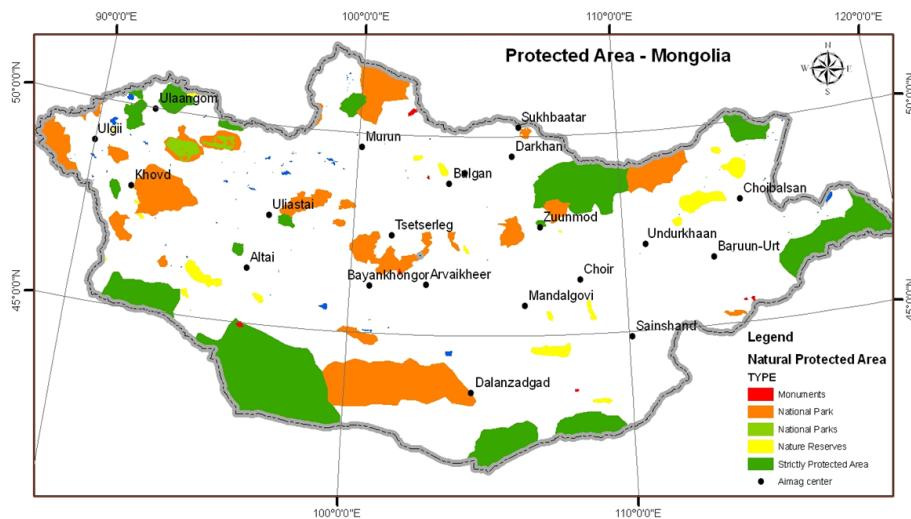 90°0'0"E
100°0'0"E
110°0'0"E
120°0'0"E
Protected Area - Mongolia
N
W
E
S
50°0'0"N
50°0'0"N
Ulaangom
Ulgii
Sukhbaatar
Murun
Darkhan
Bulgan
Khovd
Choibalsan
Uliastai
Zuunmod
Tsetserleg
Undurkhaan
Baruun-Urt
Altai
Choir
Bayankhongor
Arvaikheer
45°0'0"N
45°0'0"N
Mandalgovi
Sainshand
Dalanzadgad
Legend
Natural Protected Area
TYPE
Monuments
National Park
National Parks
Nature Reserves
Strictly Protected Area
Aimag center
100°0'0"E
110°0'0"E